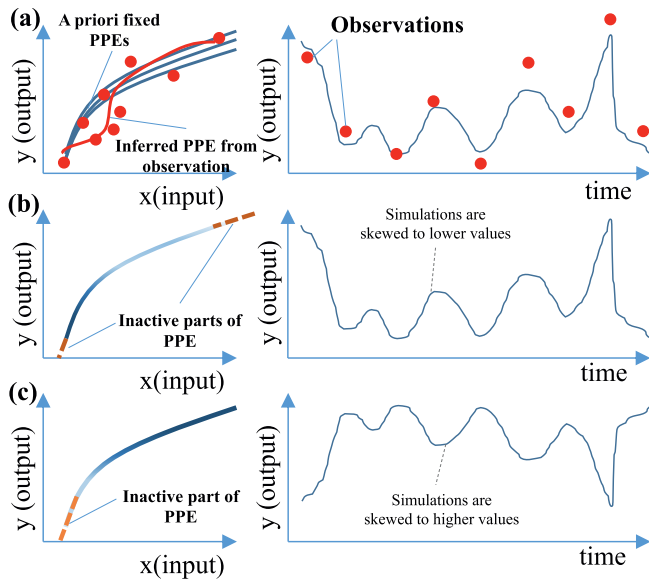 (a)
A priori fixed
PPEs
Inferred PPE from
observation
y (output)
x(input)
Observations
y (output)
time
(b)
Inactive parts of
PPE
y (output)
x(input)
Simulations are
skewed to lower values
y (output)
time
(c)
Inactive part of
PPE
y (output)
x(input)
Simulations are
skewed to higher values
y (output)
time